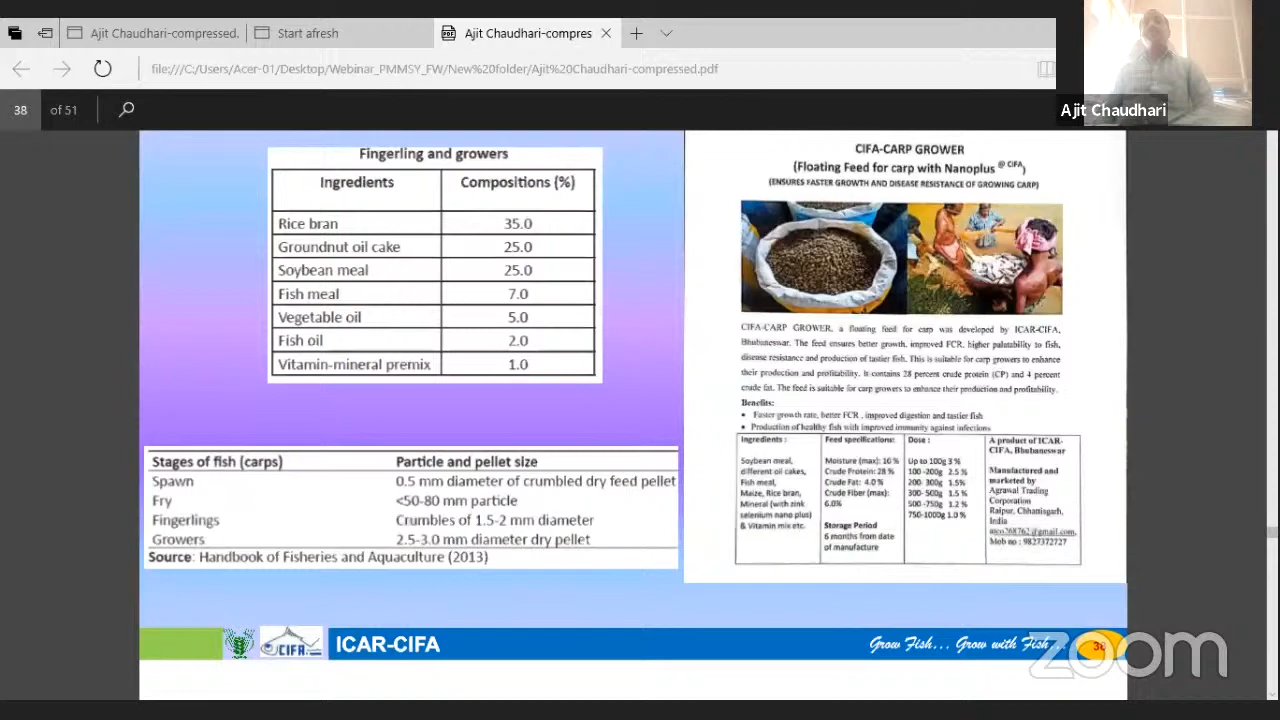 Ajit Chaudhari-compressed.
Start afresh
Ajit Chaudhari-compres
file:///C:/Users/Acer-01/Desktop/Webinar_PMMSY_FW/New%20folder/Ajit%20Chaudhari-compressed.pdf
38 of 51
Ajit Chaudhari
Fingerling and growers
Ingredients Compositions (%)
Rice bran 35.0
Groundnut oil cake 25.0
Soybean meal 25.0
Fish meal 7.0
Vegetable oil 5.0
Fish oil 2.0
Vitamin-mineral premix 1.0
Stages of fish (carps) Particle and pellet size
Spawn 0.5 mm diameter of crumbled dry feed pellet
Fry <50-80 mm particle
Fingerlings Crumbles of 1.5-2 mm diameter
Growers 2.5-3.0 mm diameter dry pellet
Source: Handbook of Fisheries and Aquaculture (2013)
CIFA-CARP GROWER
(Floating Feed for carp with Nanoplus @ CIFA)
(ENSURES FASTER GROWTH AND DISEASE RESISTANCE OF GROWING CARP)
CIFA-CARP GROWER, a floating feed for carp was developed by ICAR-CIFA,
Bhubaneswar. The feed ensures better growth, improved FCR, higher palatability to fish,
disease resistance and production of tastier fish. This is suitable for carp growers to enhance
their production and profitability. It contains 28 percent crude protein (CP) and 4 percent
crude fat. The feed is suitable for carp growers to enhance their production and profitability.
Benefits:
• Faster growth rate, better FCR, improved digestion and tastier fish
• Production of healthy fish with improved immunity against infections
Ingredients :
Soybean meal,
different oil cakes,
Fish meal,
Maize, Rice bran,
Mineral (with zink
selenium nano plus)
& Vitamin mix etc.
Feed specifications:
Moisture (max): 10 %
Crude Protein: 28 %
Crude Fat: 4.0 %
Crude Fiber (max):
6.0%
Storage Period
6 months from date
of manufacture
Dose :
Up to 100g 3 %
100 -200g 2.5 %
200- 300g 1.5%
300- 500g 1.5 %
500 -750g 1.2 %
750-1000g 1.0 %
A product of ICAR-
CIFA, Bhubaneswar
Manufactured and
marketed by
Agrawal Trading
Corporation
Raipur, Chhattisgarh,
India
atco268762@gmail.com,
Mob no : 9827372727
CIFA
ICAR-CIFA
Grow Fish... Grow with Fish...
38
zoom